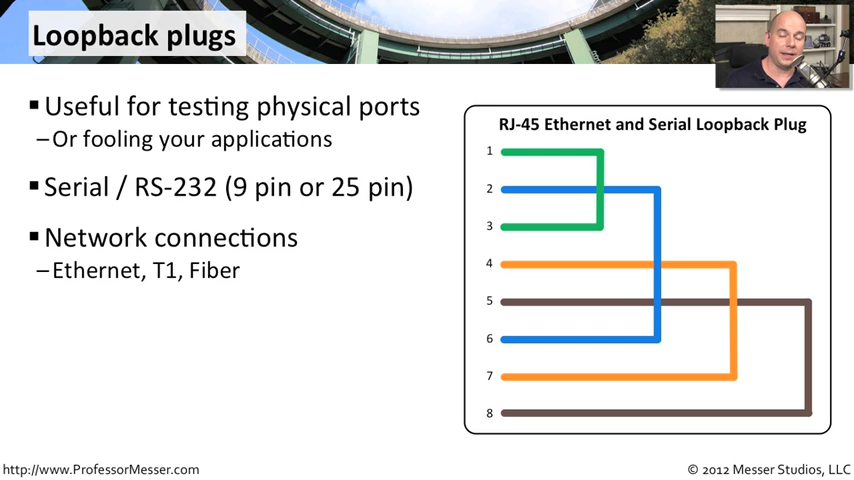 Loopback plugs
▪Useful for testing physical ports
–Or fooling your applications
▪Serial / RS-232 (9 pin or 25 pin)
▪Network connections
–Ethernet, T1, Fiber
RJ-45 Ethernet and Serial Loopback Plug
1
2
3
4
5
6
7
8
http://www.ProfessorMesser.com
© 2012 Messer Studios, LLC